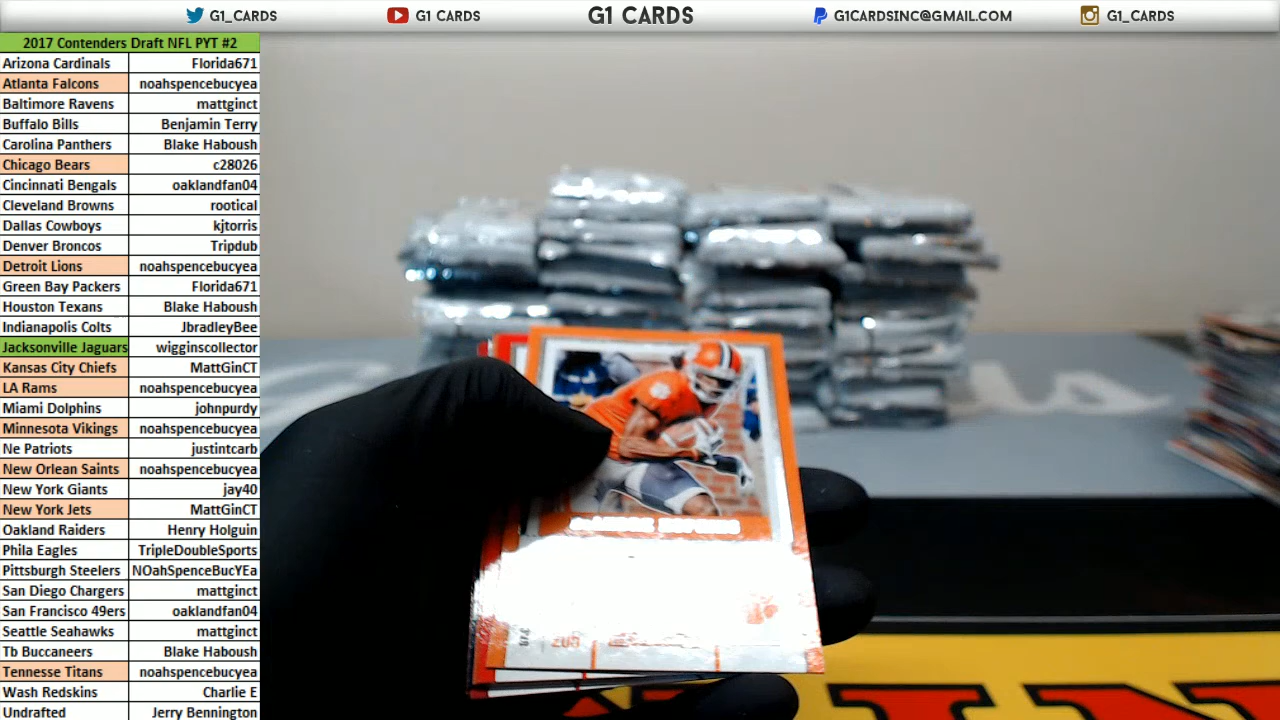 G1_CARDS
G1 CARDS
G1 CARDS
G1CARDSINC@GMAIL.COM
G1_CARDS
2017 Contenders Draft NFL PYT #2
Arizona Cardinals Florida671
Atlanta Falcons noahspencebucyea
Baltimore Ravens mattginct
Buffalo Bills Benjamin Terry
Carolina Panthers Blake Haboush
Chicago Bears c28026
Cincinnati Bengals oaklandfan04
Cleveland Browns rootical
Dallas Cowboys kjtorris
Denver Broncos Tripdub
Detroit Lions noahspencebucyea
Green Bay Packers Florida671
Houston Texans Blake Haboush
Indianapolis Colts JbradleyBee
Jacksonville Jaguars wigginscollector
Kansas City Chiefs MattGinCT
LA Rams noahspencebucyea
Miami Dolphins johnpurdy
Minnesota Vikings noahspencebucyea
Ne Patriots justintcarb
New Orlean Saints noahspencebucyea
New York Giants jay40
New York Jets MattGinCT
Oakland Raiders Henry Holguin
Phila Eagles TripleDoubleSports
Pittsburgh Steelers NOahSpenceBucYEa
San Diego Chargers mattginct
San Francisco 49ers oaklandfan04
Seattle Seahawks mattginct
Tb Buccaneers Blake Haboush
Tennesse Titans noahspencebucyea
Wash Redskins Charlie E
Undrafted Jerry Bennington